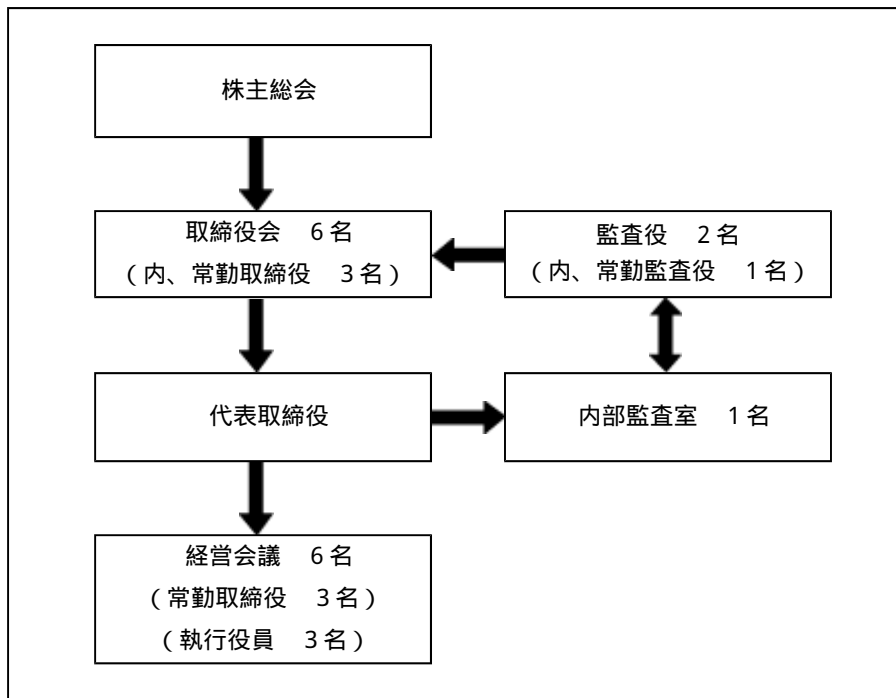 株主総会
取締役会　6名
（内、常勤取締役　3名）
監査役　2名
（内、常勤監査役　1名）
代表取締役
内部監査室　1名
経営会議　6名
（常勤取締役　3名）
（執行役員　3名）